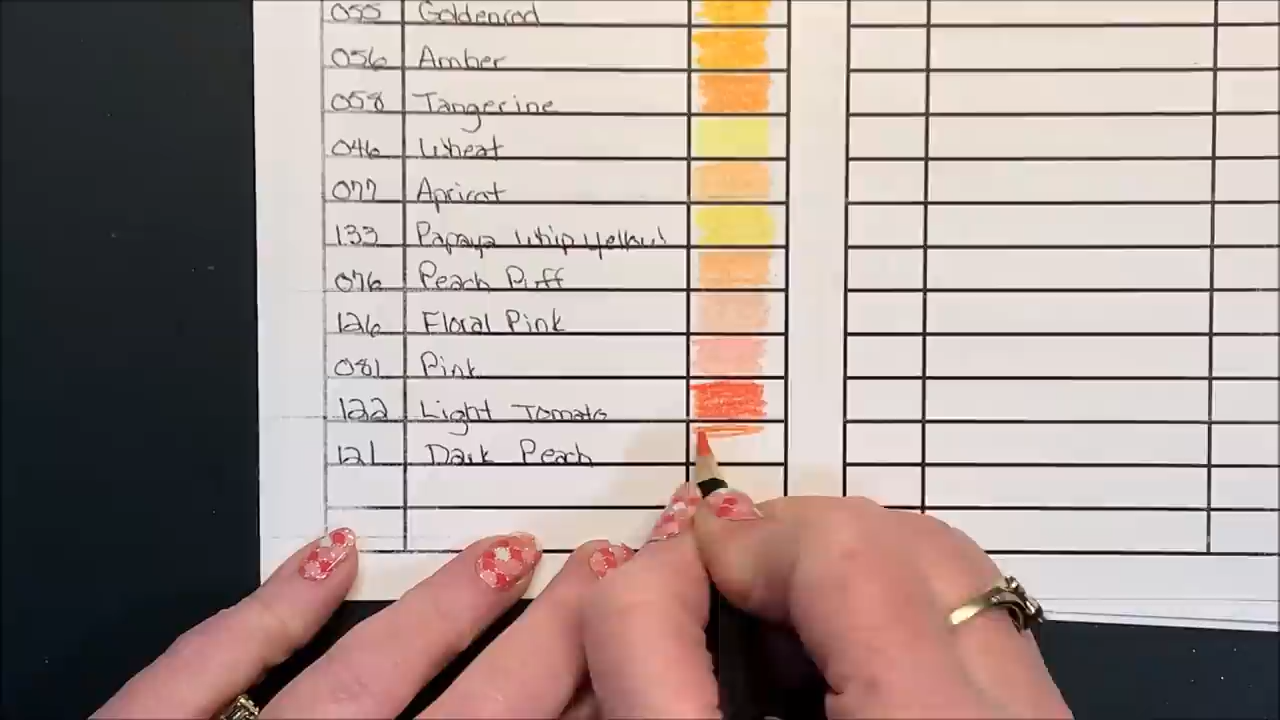 055 Goldenrod
056 Amber
058 Tangerine
046 Wheat
077 Apricot
133 Papaya Whip Yellow
076 Peach Puff
126 Floral Pink
081 Pink
122 Light Tomato
121 Dark Peach